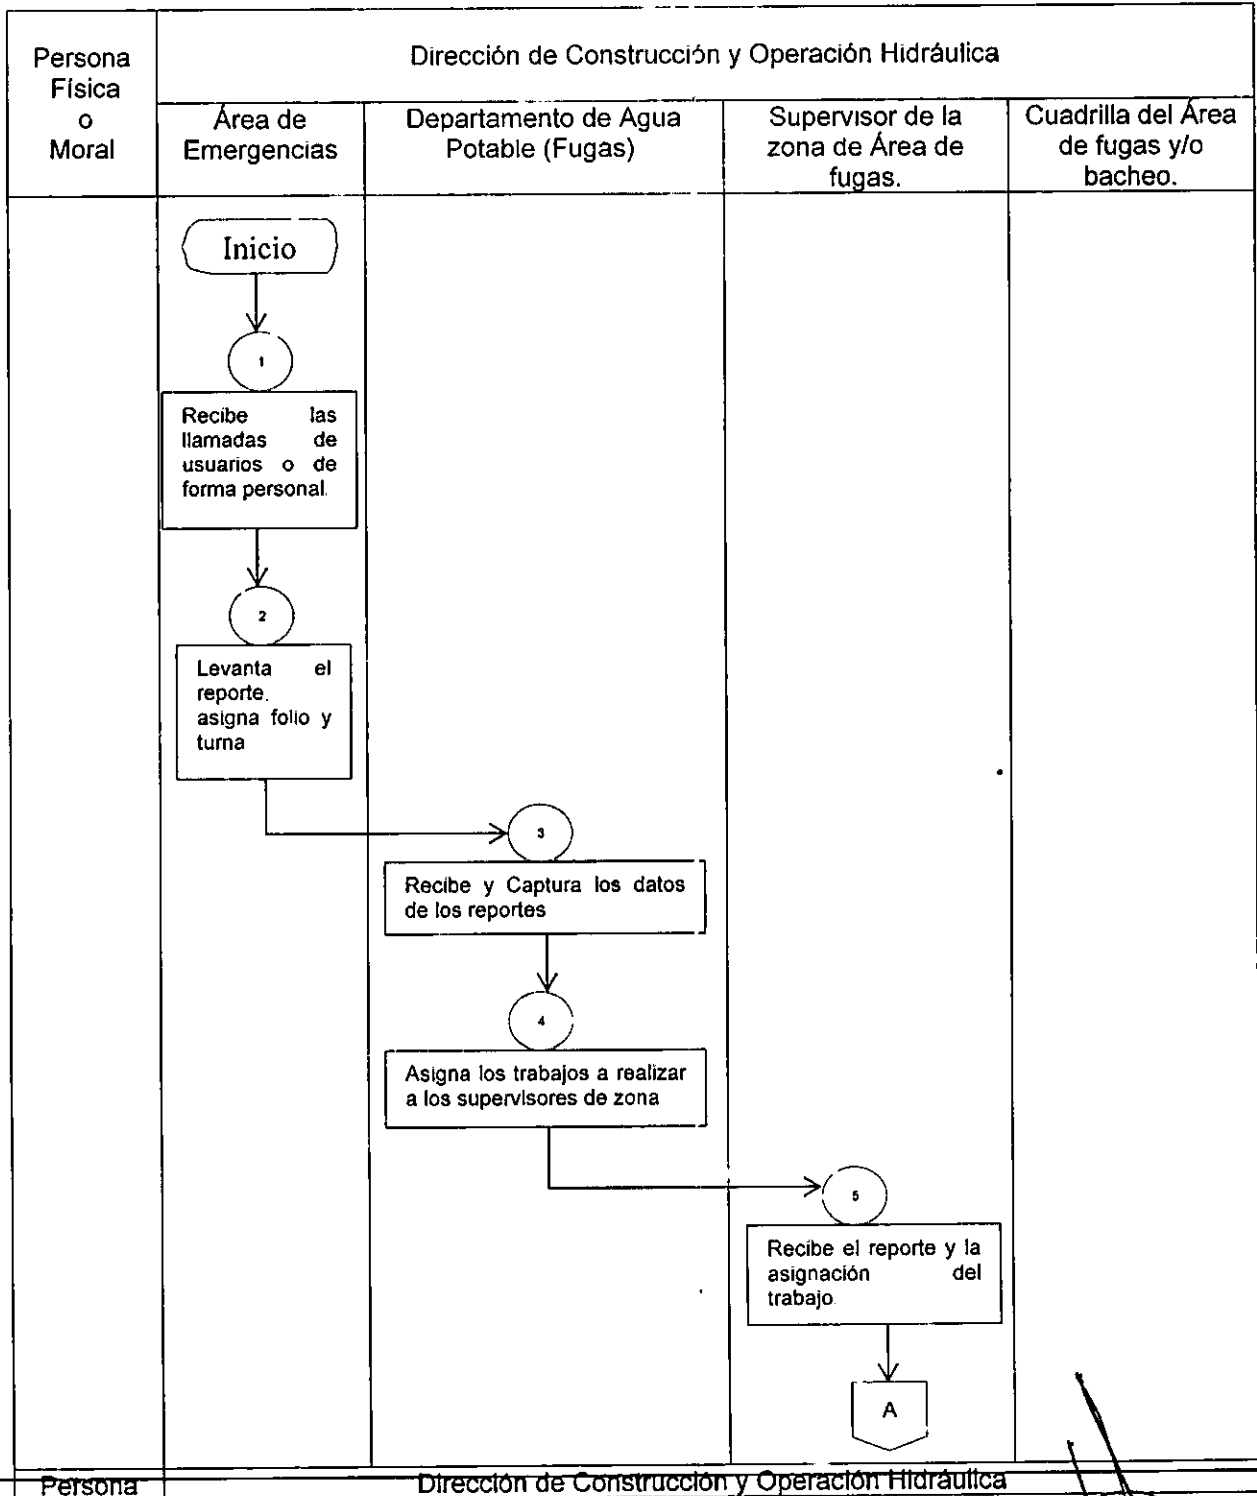 Persona
Física
o
Moral
Dirección de Construcción y Operación Hidráulica
Área de
Emergencias
Departamento de Agua
Potable (Fugas)
Supervisor de la
zona de Área de
fugas.
Cuadrilla del Área
de fugas y/o
bacheo.
Inicio
1
Recibe las
llamadas de
usuarios o de
forma personal.
2
Levanta el
reporte.
asigna folio y
turna
3
Recibe y Captura los datos
de los reportes
4
Asigna los trabajos a realizar
a los supervisores de zona
5
Recibe el reporte y la
asignación del
trabajo.
A
Persona
Dirección de Construcción y Operación Hidráulica